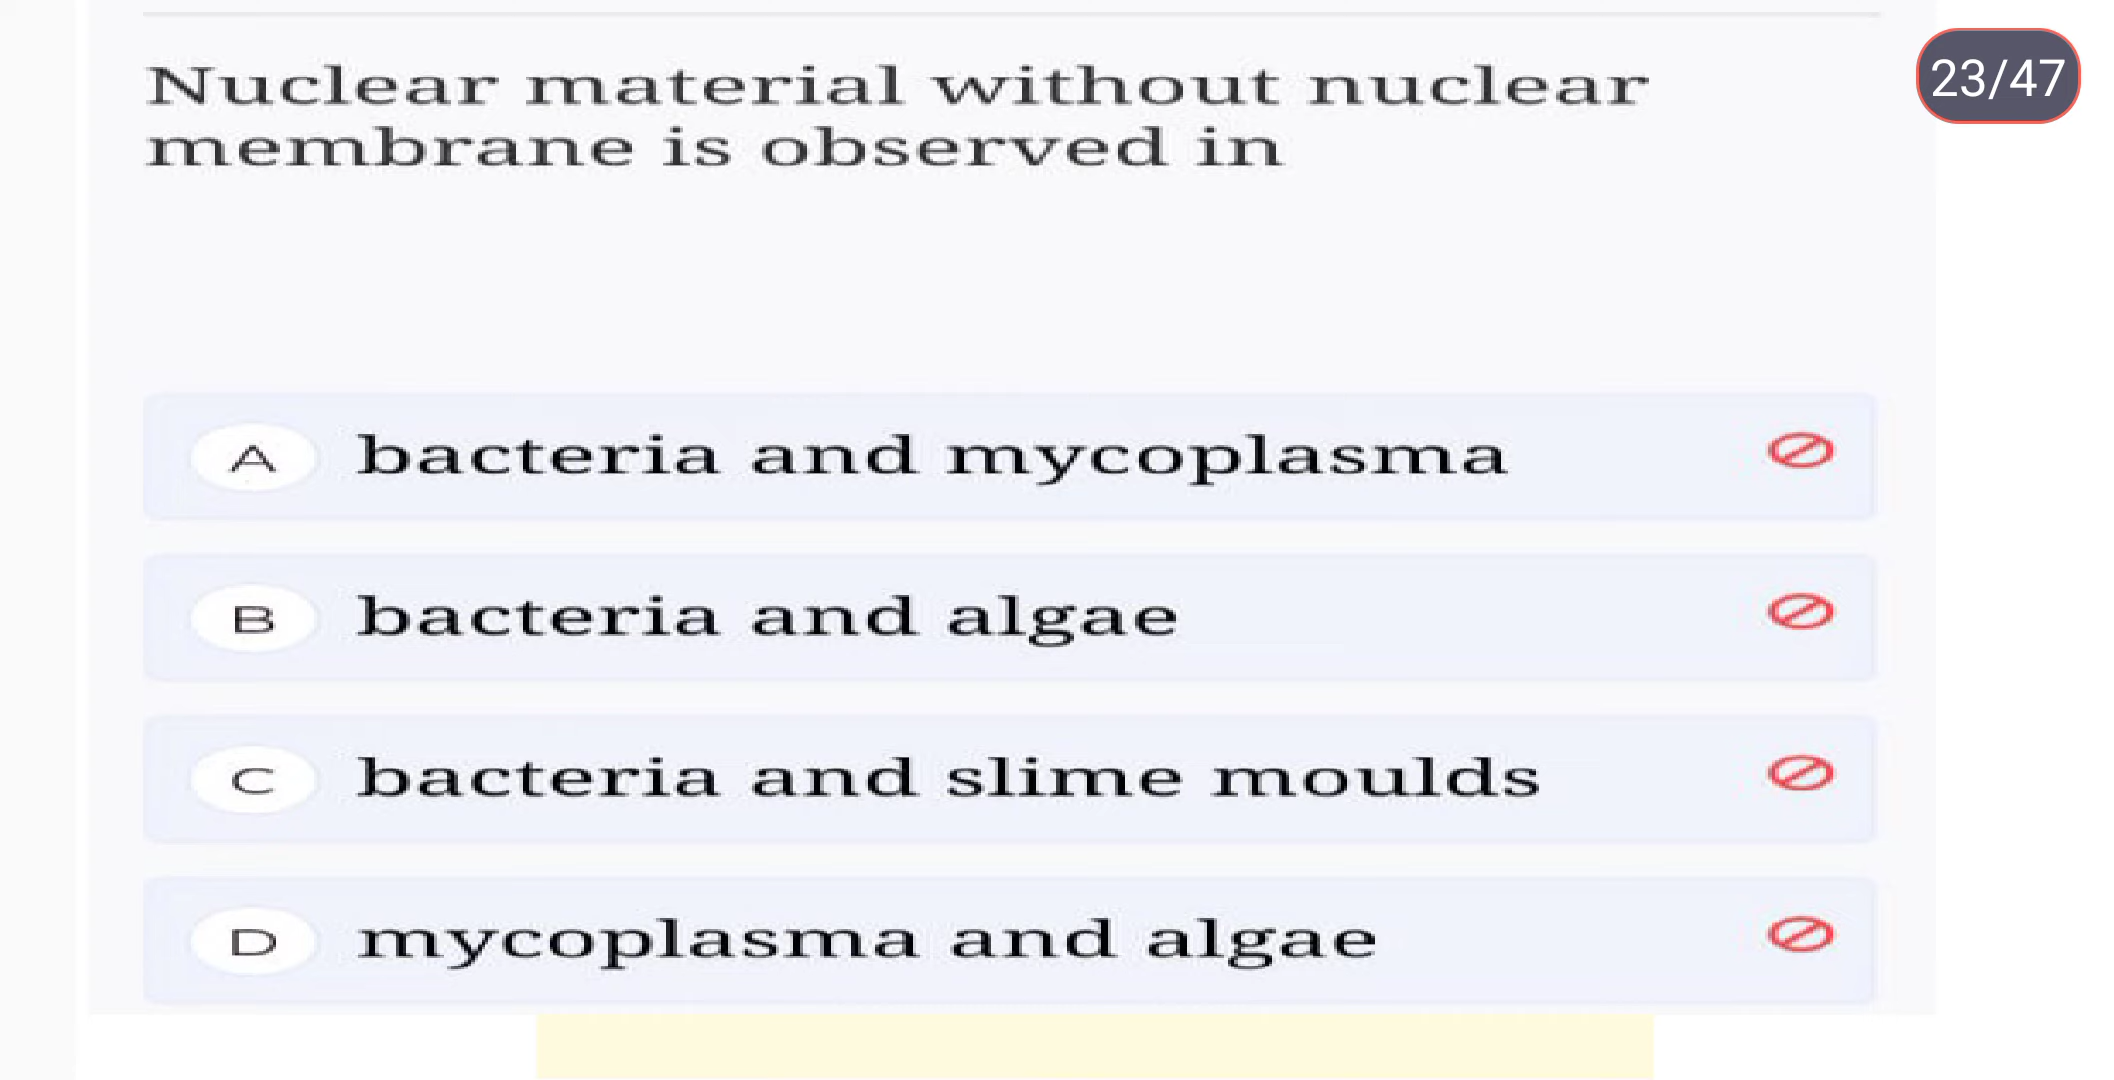 23/47
Nuclear material without nuclear
membrane is observed in
A bacteria and mycoplasma
B bacteria and algae
C bacteria and slime moulds
D mycoplasma and algae